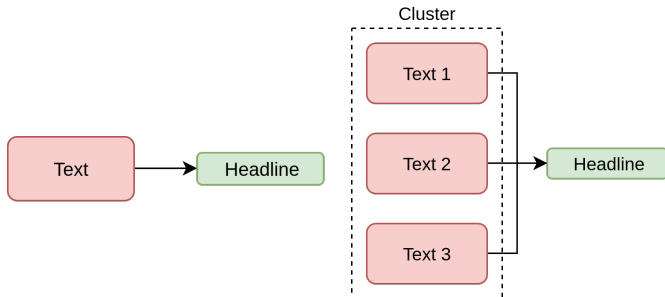 Text
Headline
Cluster
Text 1
Text 2
Text 3
Headline